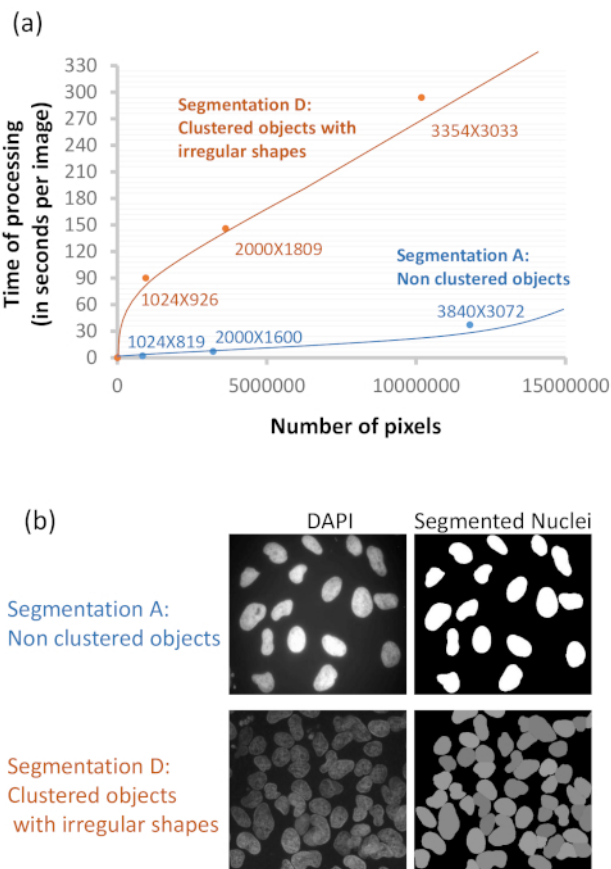 (a)
Time of processing
(in seconds per image)
330
300
270
240
210
180
150
120
90
60
30
0
Segmentation D:
Clustered objects with
irregular shapes
3354X3033
2000X1809
1024X926
Segmentation A:
Non clustered objects
3840X3072
1024X819
2000X1600
0
5000000
10000000
15000000
Number of pixels
(b)
DAPI
Segmented Nuclei
Segmentation A:
Non clustered objects
Segmentation D:
Clustered objects
with irregular shapes